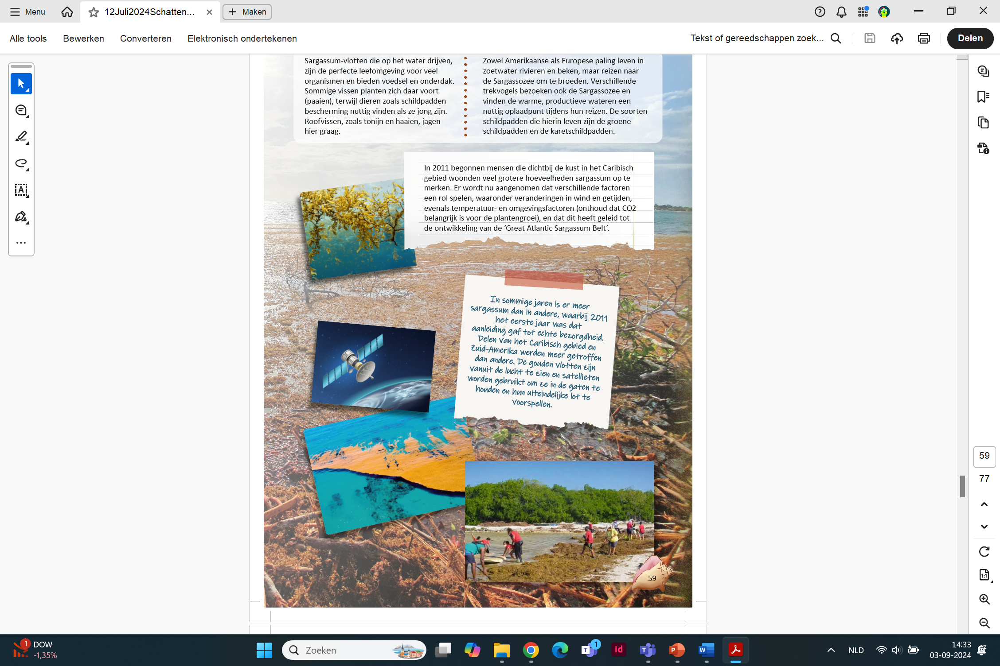 Menu
12Juli2024Schatten...
Maken
Alle tools
Bewerken
Converteren
Elektronisch ondertekenen
Tekst of gereedschappen zoek...
Delen
Sargassum-vlotten die op het water drijven,
zijn de perfecte leefomgeving voor veel
organismen en bieden voedsel en onderdak.
Sommige vissen planten zich daar voort
(paaien), terwijl dieren zoals schildpadden
bescherming nuttig vinden als ze jong zijn.
Roofvissen, zoals tonijn en haaien, jagen
hier graag.
Zowel Amerikaanse als Europese paling leven in
zoetwater rivieren en beken, maar reizen naar
de Sargassozee om te broeden. Verschillende
trekvogels bezoeken ook de Sargassozee en
vinden de warme, productieve wateren een
nuttig oplaadpunt tijdens hun reizen. De soorten
schildpadden die hierin leven zijn de groene
schildpadden en de karetschildpadden.
In 2011 begonnen mensen die dichtbij de kust in het Caribisch
gebied woonden veel grotere hoeveelheden sargassum op te
merken. Er wordt nu aangenomen dat verschillende factoren
een rol spelen, waaronder veranderingen in wind en getijden,
evenals temperatuur- en omgevingsfactoren (onthoud dat CO2
belangrijk is voor de plantengroei), en dat dit heeft geleid tot
de ontwikkeling van de ‘Great Atlantic Sargassum Belt’.
In sommige jaren is er meer
sargassum dan in andere, waarbij 2011
het eerste jaar was dat
aanleiding gaf tot echte bezorgdheid.
Delen van het Caribisch gebied en
Zuid-Amerika werden meer getroffen
dan andere. De gouden vlotten zijn
vanuit de lucht te zien en satellieten
worden gebruikt om ze in de gaten te
houden en hun uiteindelijke lot te
voorspellen.
59
59
77
1:1
1
DOW
-1,35%
Zoeken
1
NLD
14:33
03-09-2024